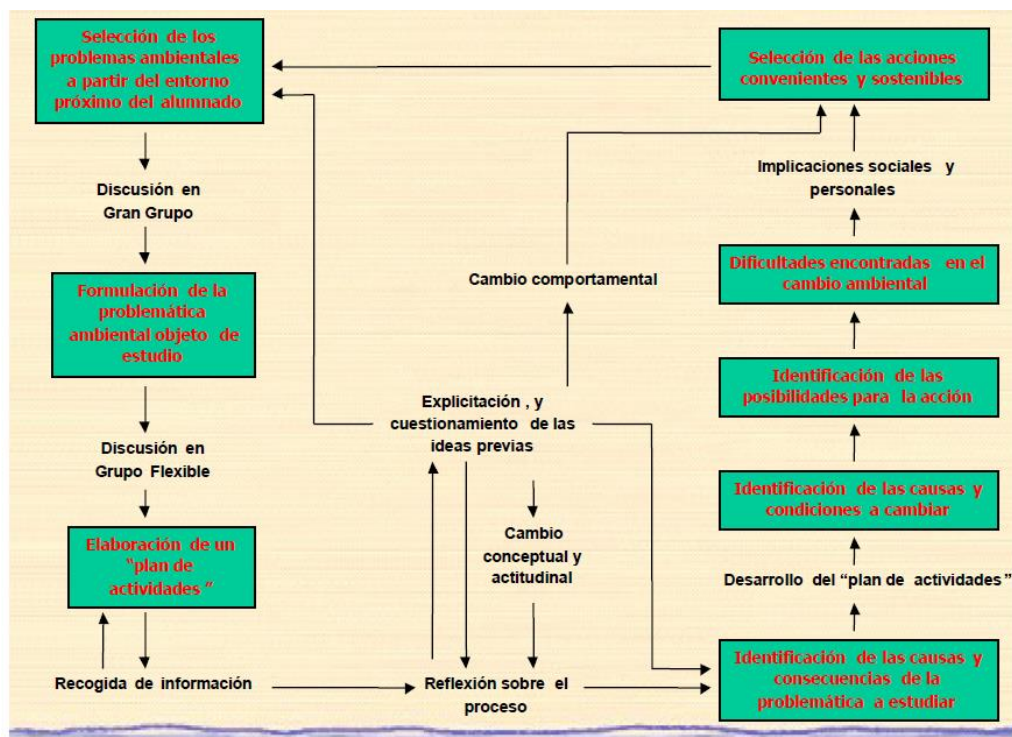 Selección de los
problemas ambientales
a partir del entorno
próximo del alumnado
Discusión en
Gran Grupo
Formulación de la
problemática
ambiental objeto de
estudio
Discusión en
Grupo Flexible
Elaboración de un
“plan de
actividades”
Recogida de información
Cambio comportamental
Explicitación , y
cuestionamiento de las
ideas previas
Cambio
conceptual y
actitudinal
Reflexión sobre el
proceso
Selección de las acciones
convenientes y sostenibles
Implicaciones sociales y
personales
Dificultades encontradas en el
cambio ambiental
Identificación de las
posibilidades para la acción
Identificación de las causas y
condiciones a cambiar
Desarrollo del “plan de actividades”
Identificación de las causas y
consecuencias de la
problemática a estudiar